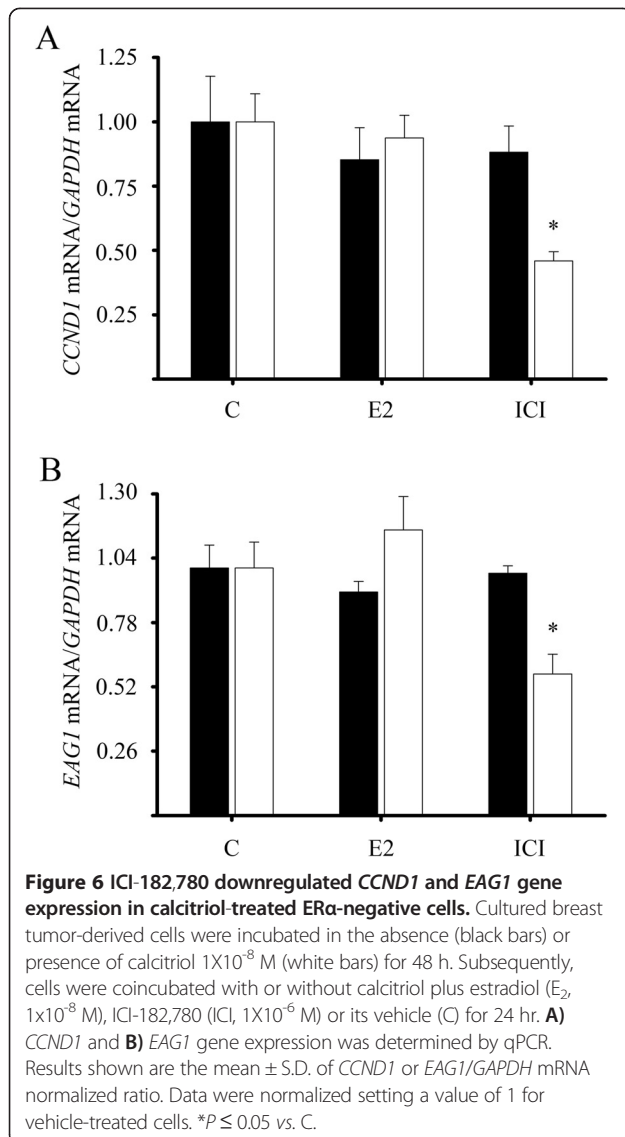 A
CCND1 mRNA/GAPDH mRNA
1.25
1.00
0.75
0.50
0.25
*
C E2 ICI
B
EAG1 mRNA/GAPDH mRNA
1.30
1.04
0.78
0.52
0.26
*
C E2 ICI
Figure 6 ICI-182,780 downregulated CCND1 and EAG1 gene
expression in calcitriol-treated ERα-negative cells. Cultured breast
tumor-derived cells were incubated in the absence (black bars) or
presence of calcitriol 1X10⁻⁸ M (white bars) for 48 h. Subsequently,
cells were coincubated with or without calcitriol plus estradiol (E₂,
1x10⁻⁸ M), ICI-182,780 (ICI, 1X10⁻⁶ M) or its vehicle (C) for 24 hr. A)
CCND1 and B) EAG1 gene expression was determined by qPCR.
Results shown are the mean ± S.D. of CCND1 or EAG1/GAPDH mRNA
normalized ratio. Data were normalized setting a value of 1 for
vehicle-treated cells. *P ≤ 0.05 vs. C.